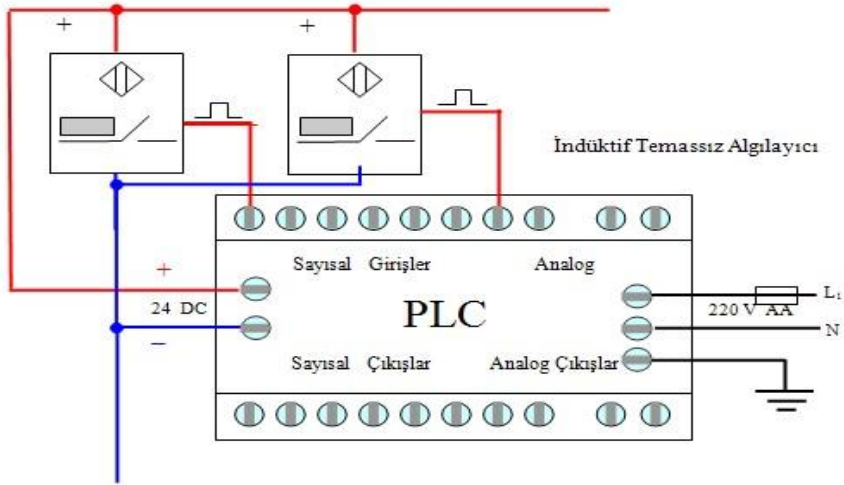 + +
İndüktif Temassız Algılayıcı
Sayısal Girişler Analog
+
24 DC
−
PLC
220 V AA
L₁
N
Sayısal Çıkışlar Analog Çıkışlar